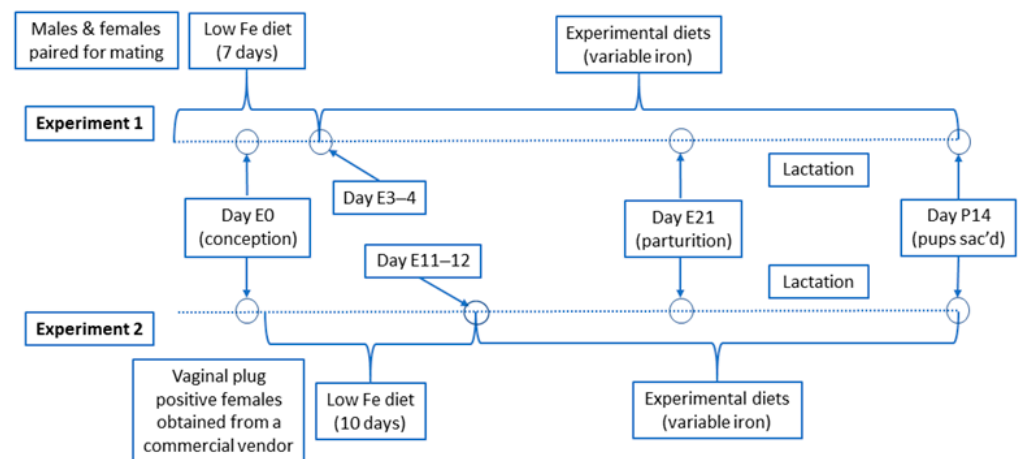 Males & females
paired for mating
Low Fe diet
(7 days)
Experimental diets
(variable iron)
Experiment 1
Lactation
Day E3–4
Day E0
(conception)
Day E21
(parturition)
Day P14
(pups sac'd)
Day E11–12
Lactation
Experiment 2
Vaginal plug
positive females
obtained from a
commercial vendor
Low Fe diet
(10 days)
Experimental diets
(variable iron)